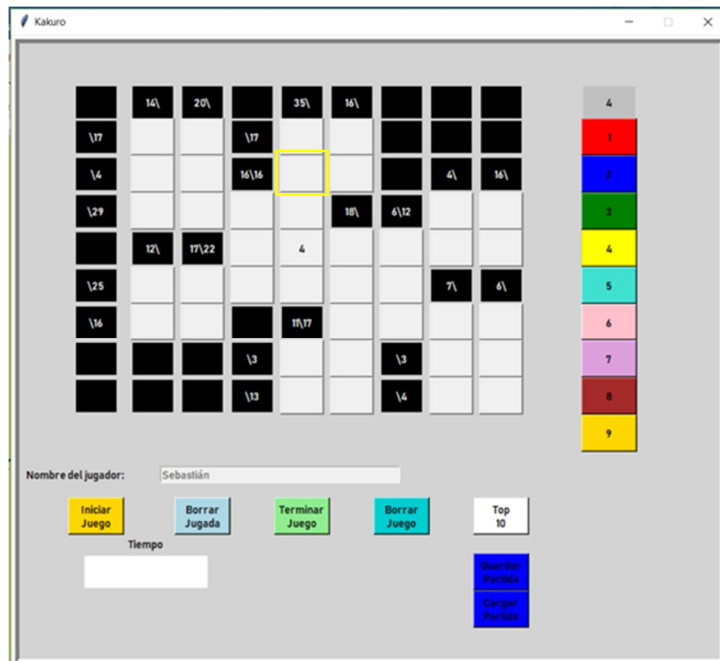 Kakuro
14\ 20\ 35\ 16\ 4
\17 \17 1
\4 16\16 4\ 16\ 2
\29 18\ 6\12 3
12\ 17\22 4 4
\25 7\ 6\ 5
\16 11\17 6
\3 \3 7
\13 \4 8
9
Nombre del jugador: Sebastián
Iniciar
Juego
Borrar
Jugada
Terminar
Juego
Borrar
Juego
Top
10
Tiempo
Guardar
Partida
Cargar
Partida